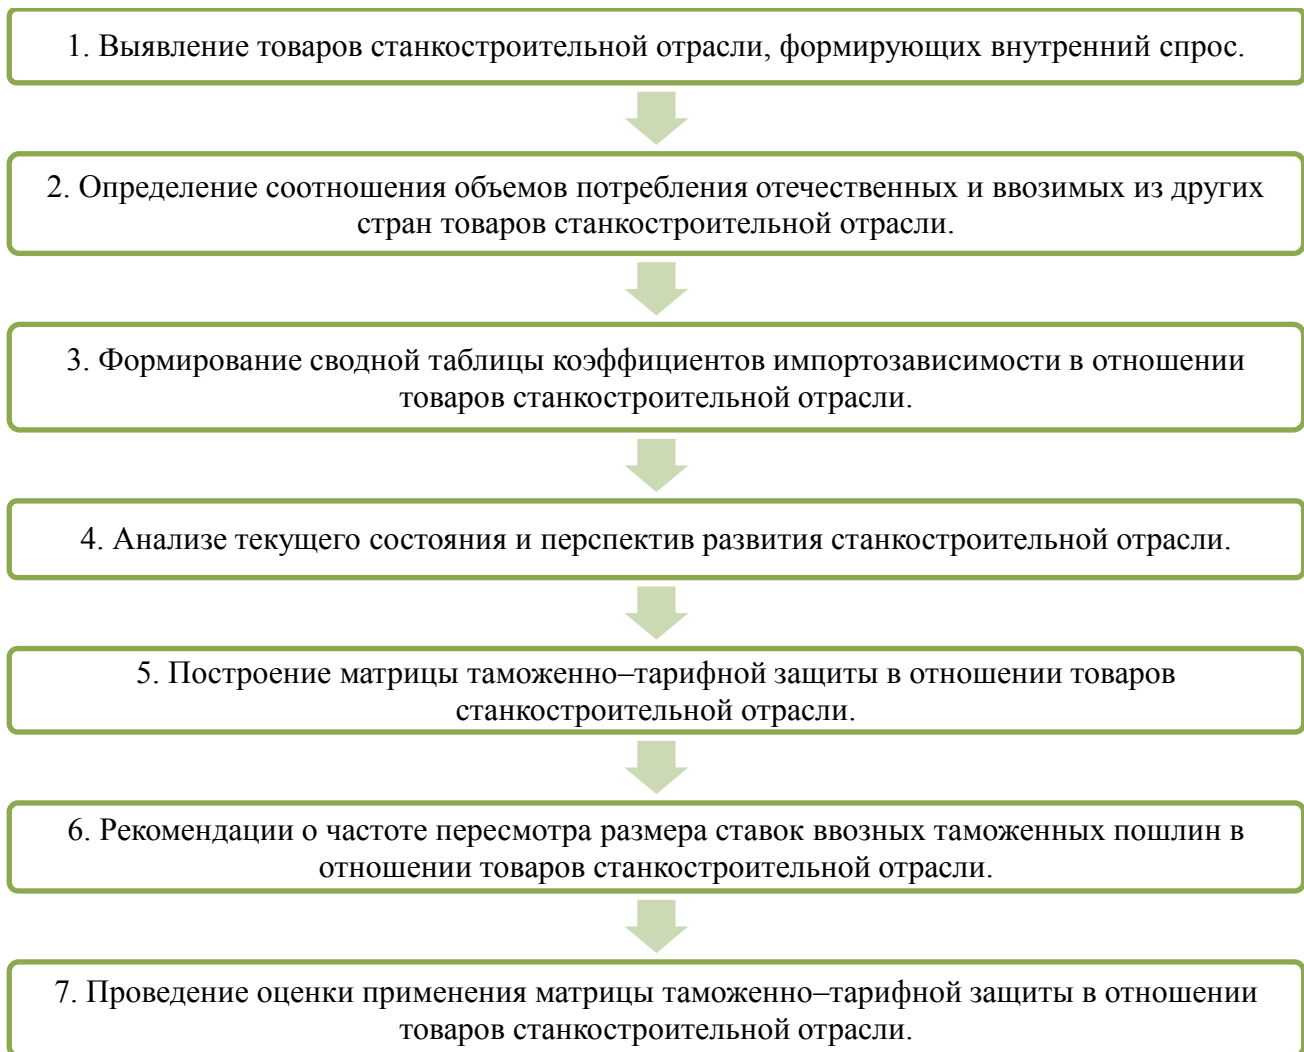 1. Выявление товаров станкостроительной отрасли, формирующих внутренний спрос.
2. Определение соотношения объемов потребления отечественных и ввозимых из других
стран товаров станкостроительной отрасли.
3. Формирование сводной таблицы коэффициентов импортозависимости в отношении
товаров станкостроительной отрасли.
4. Анализе текущего состояния и перспектив развития станкостроительной отрасли.
5. Построение матрицы таможенно–тарифной защиты в отношении товаров
станкостроительной отрасли.
6. Рекомендации о частоте пересмотра размера ставок ввозных таможенных пошлин в
отношении товаров станкостроительной отрасли.
7. Проведение оценки применения матрицы таможенно–тарифной защиты в отношении
товаров станкостроительной отрасли.